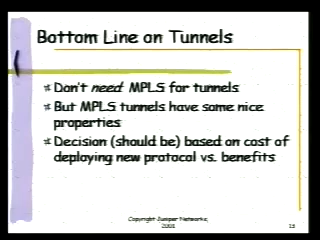 Bottom Line on Tunnels
Don't need MPLS for tunnels
But MPLS tunnels have some nice
properties
Decision (should be) based on cost of
deploying new protocol vs. benefits
Copyright Juniper Networks,
2001